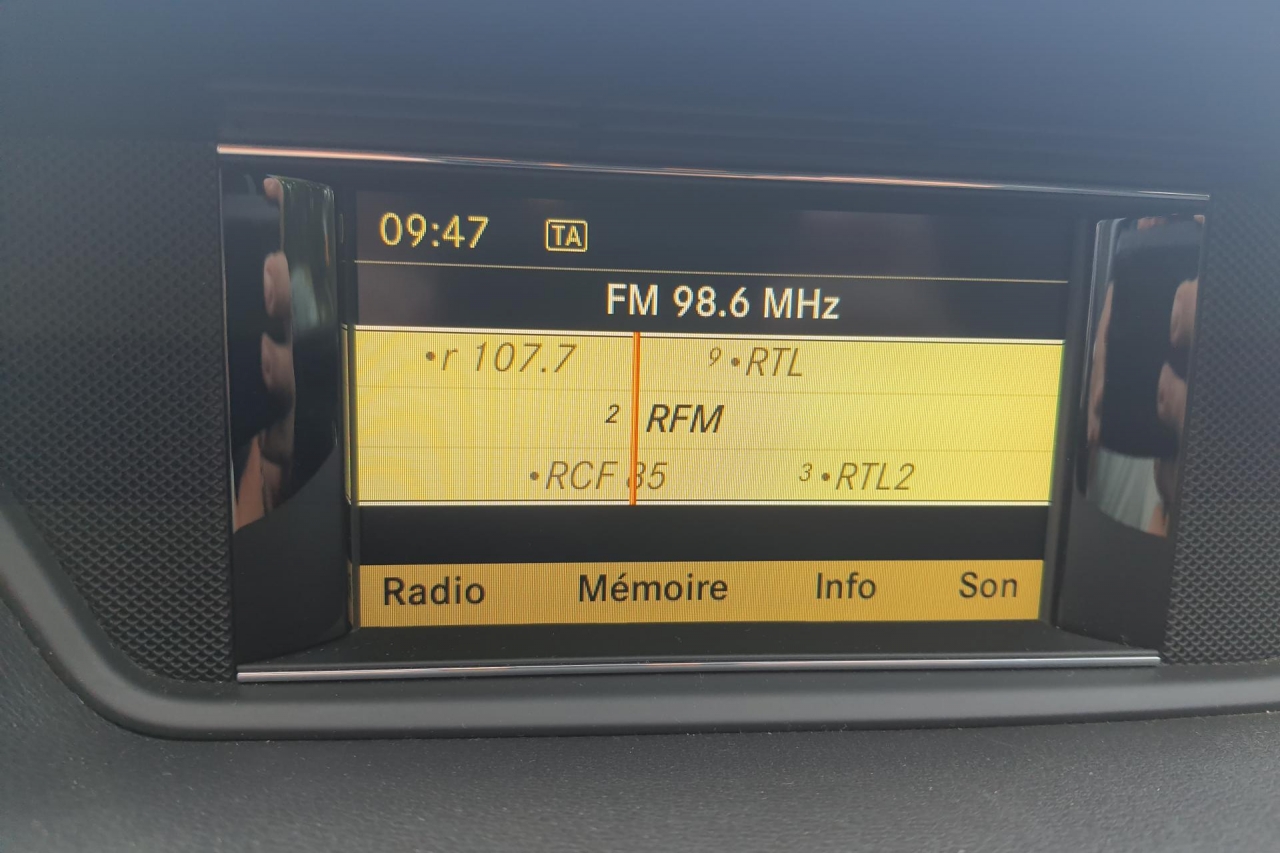 09:47 TA
FM 98.6 MHz
•r 107.7 9•RTL
2 RFM
•RCF 85 3•RTL2
Radio Mémoire Info Son